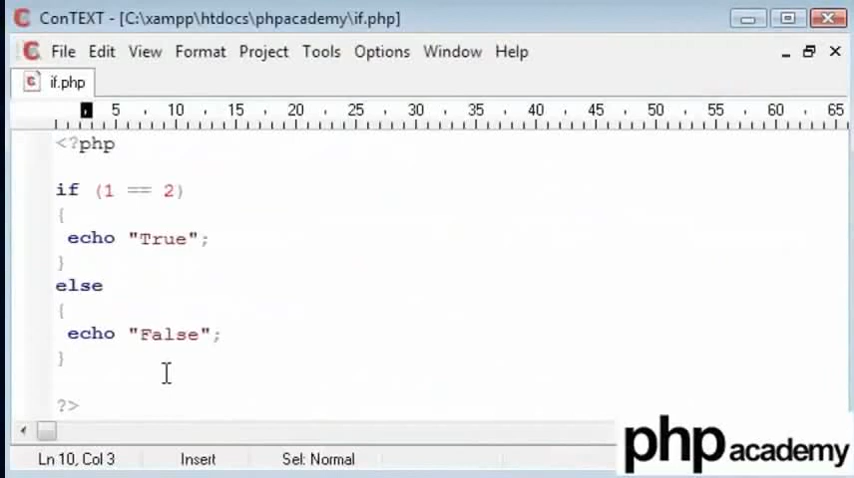 ConTEXT - [C:\xampp\htdocs\phpacademy\if.php]
File Edit View Format Project Tools Options Window Help
if.php
5 10 15 20 25 30 35 40 45 50 55 60 65
<?php
if (1 == 2)
{
echo "True";
}
else
{
echo "False";
}
?>
Ln 10, Col 3 Insert Sel: Normal
php academy